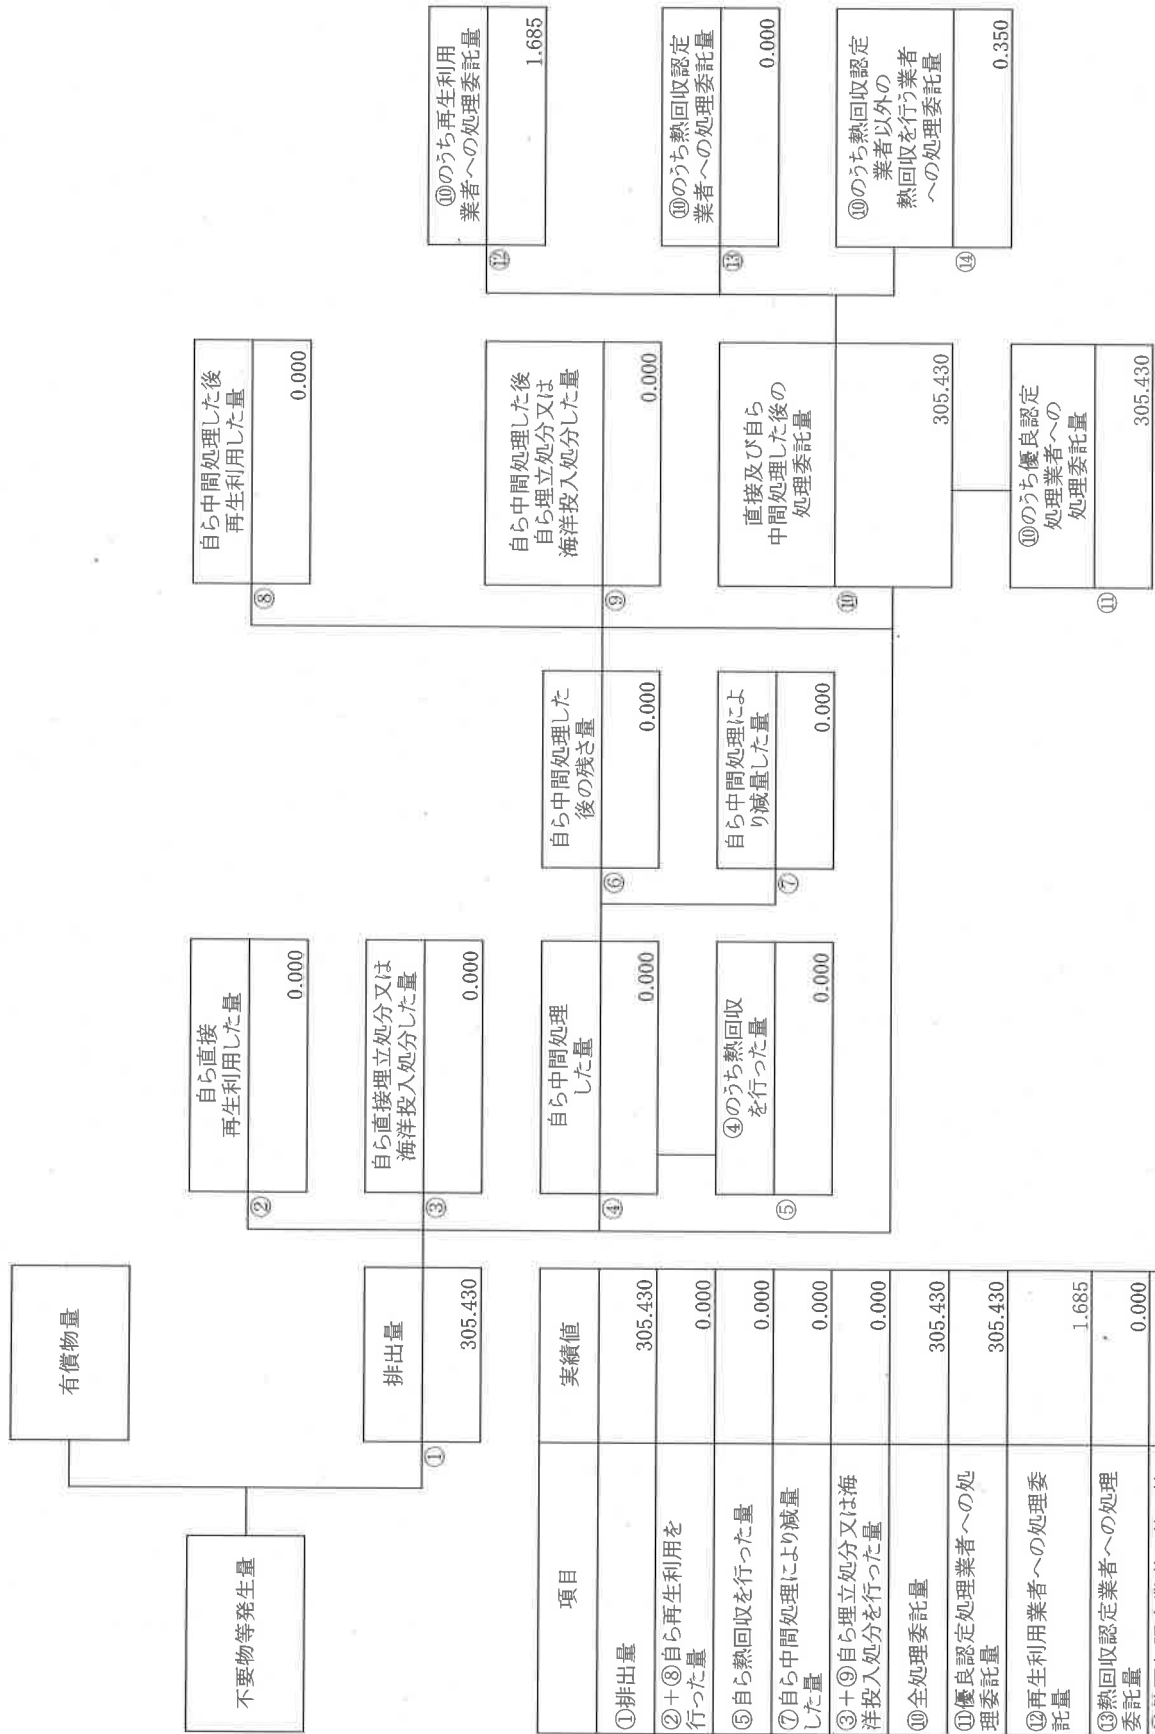 不要物等発生量
有償物量
排出量
①
305.430
自ら直接
再生利用した量
②
0.000
自ら直接埋立処分又は
海洋投入処分した量
③
0.000
自ら中間処理
した量
④
0.000
④のうち熱回収
を行った量
⑤
0.000
自ら中間処理した
後の残さ量
⑥
0.000
自ら中間処理によ
り減量した量
⑦
0.000
自ら中間処理した後
再生利用した量
⑧
0.000
自ら中間処理した後
自ら埋立処分又は
海洋投入処分した量
⑨
0.000
直接及び自ら
中間処理した後の
処理委託量
⑩
305.430
⑩のうち優良認定
処理業者への
処理委託量
⑪
305.430
⑩のうち再生利用
業者への処理委託量
⑫
1.685
⑩のうち熱回収認定
業者への処理委託量
⑬
0.000
⑩のうち熱回収認定
業者以外の
熱回収を行う業者
への処理委託量
⑭
0.350
項目
実績値
①排出量
305.430
②+⑧自ら再生利用を
行った量
0.000
⑤自ら熱回収を行った量
0.000
⑦自ら中間処理により減量
した量
0.000
③+⑨自ら埋立処分又は海
洋投入処分を行った量
0.000
⑩全処理委託量
305.430
⑪優良認定処理業者への処
理委託量
305.430
⑫再生利用業者への処理委
託量
1.685
⑬熱回収認定業者への処理
委託量
0.000